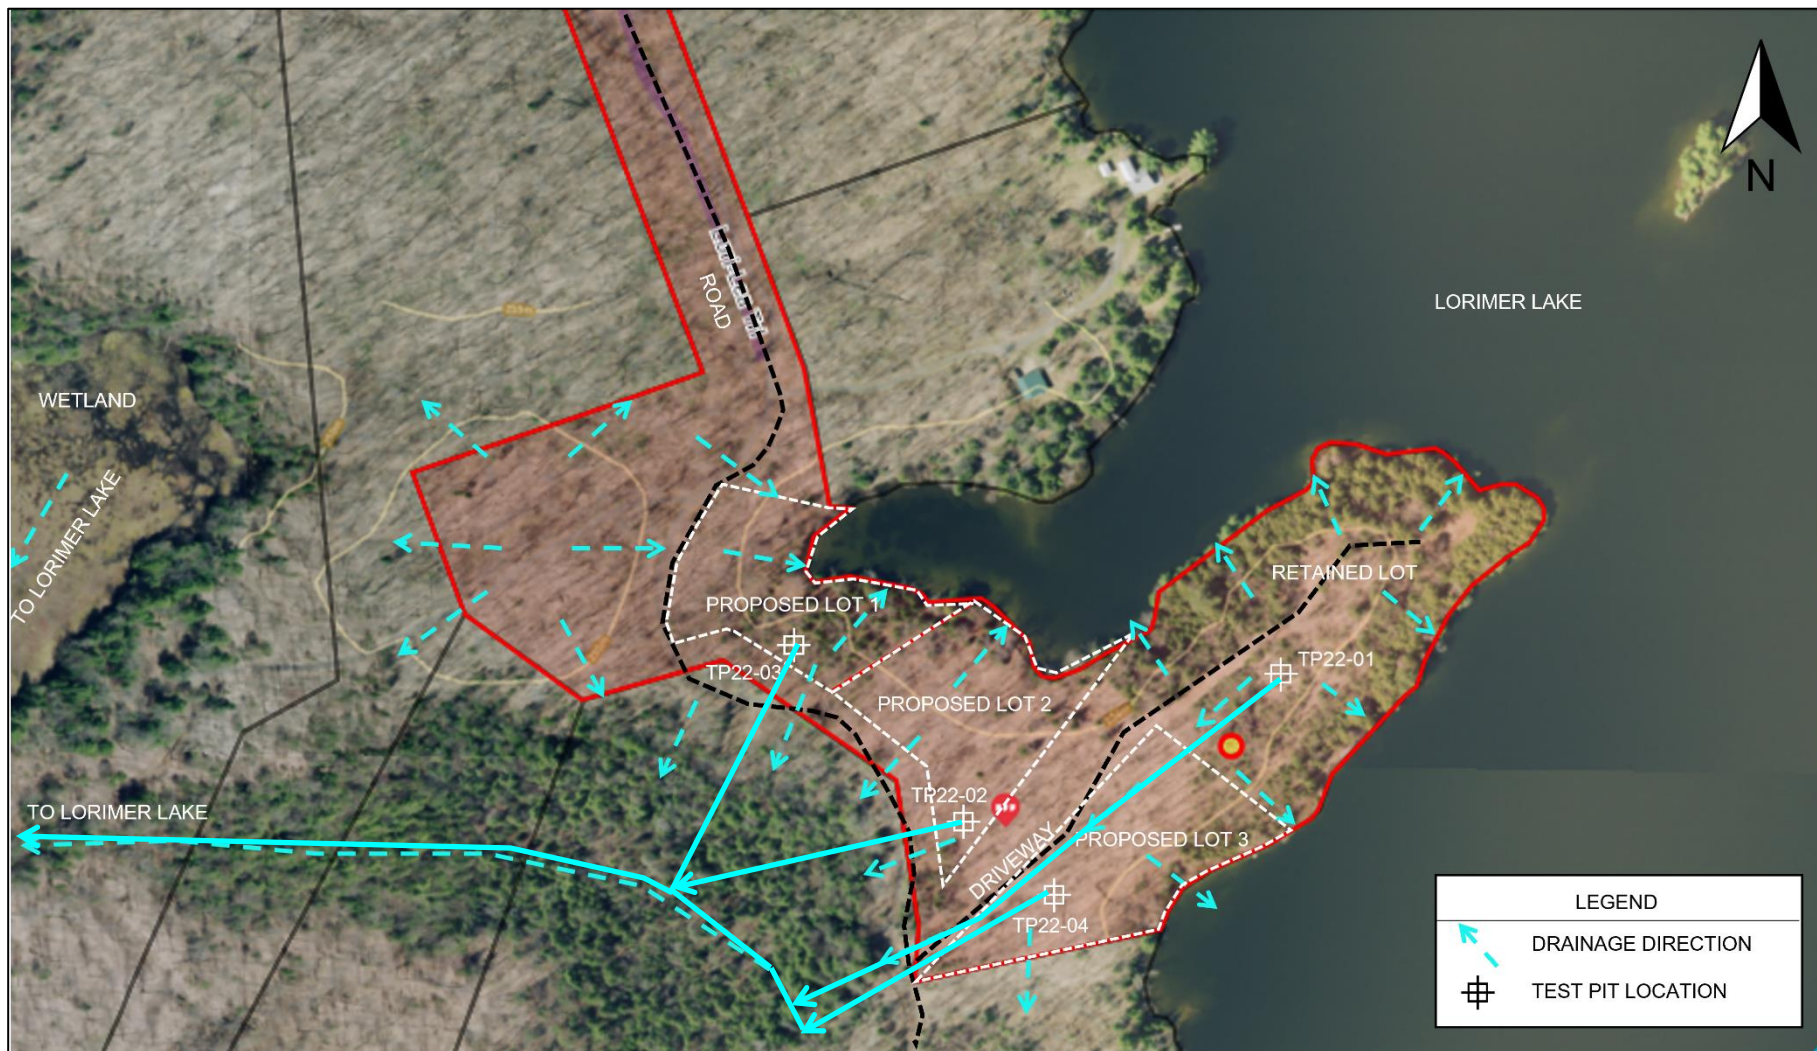 N
ROAD
LORIMER LAKE
WETLAND
TO LORIMER LAKE
RETAINED LOT
PROPOSED LOT 1
TP22-03
TP22-01
PROPOSED LOT 2
TP22-02
TO LORIMER LAKE
PROPOSED LOT 3
DRIVEWAY
TP22-04
LEGEND
DRAINAGE DIRECTION
TEST PIT LOCATION